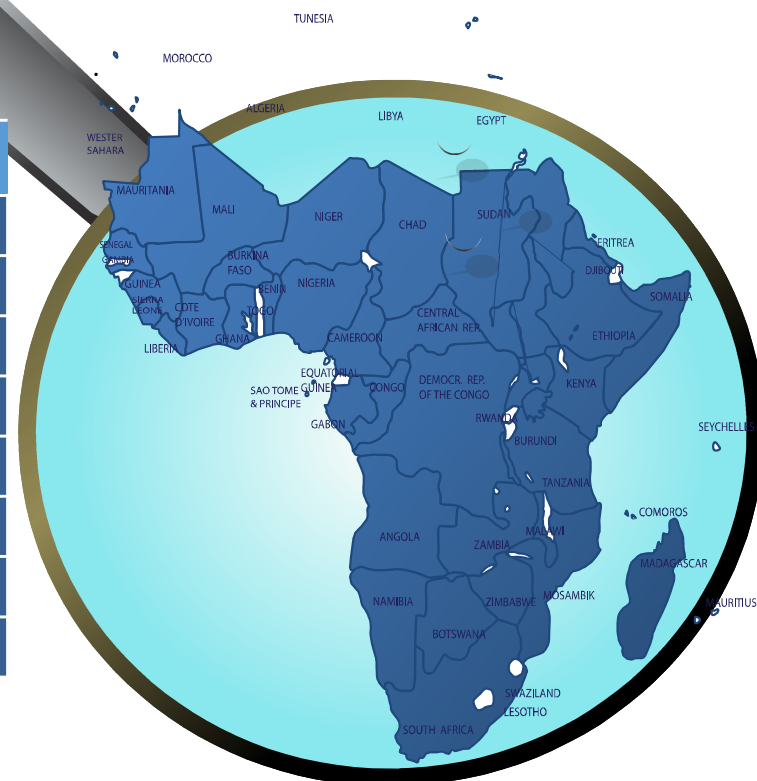 TUNESIA
MOROCCO
ALGERIA
LIBYA
EGYPT
WESTER
SAHARA
MAURITANIA
MALI
NIGER
CHAD
SUDAN
ERITREA
SENEGAL
GAMBIA
GUINEA
SIERRA
LEONE
LIBERIA
COTE
D'IVOIRE
BURKINA
FASO
GHANA
TOGO
BENIN
NIGERIA
DJIBOUTI
SOMALIA
CENTRAL
AFRICAN REP.
ETHIOPIA
CAMEROON
EQUATORIAL
GUINEA
SAO TOME
& PRINCIPE
GABON
CONGO
DEMOCR. REP.
OF THE CONGO
KENYA
RWANDA
BURUNDI
SEYCHELLES
TANZANIA
COMOROS
ANGOLA
ZAMBIA
MALAWI
MADAGASCAR
NAMIBIA
ZIMBABWE
MOSAMBIK
MAURITIUS
BOTSWANA
SWAZILAND
LESOTHO
SOUTH AFRICA